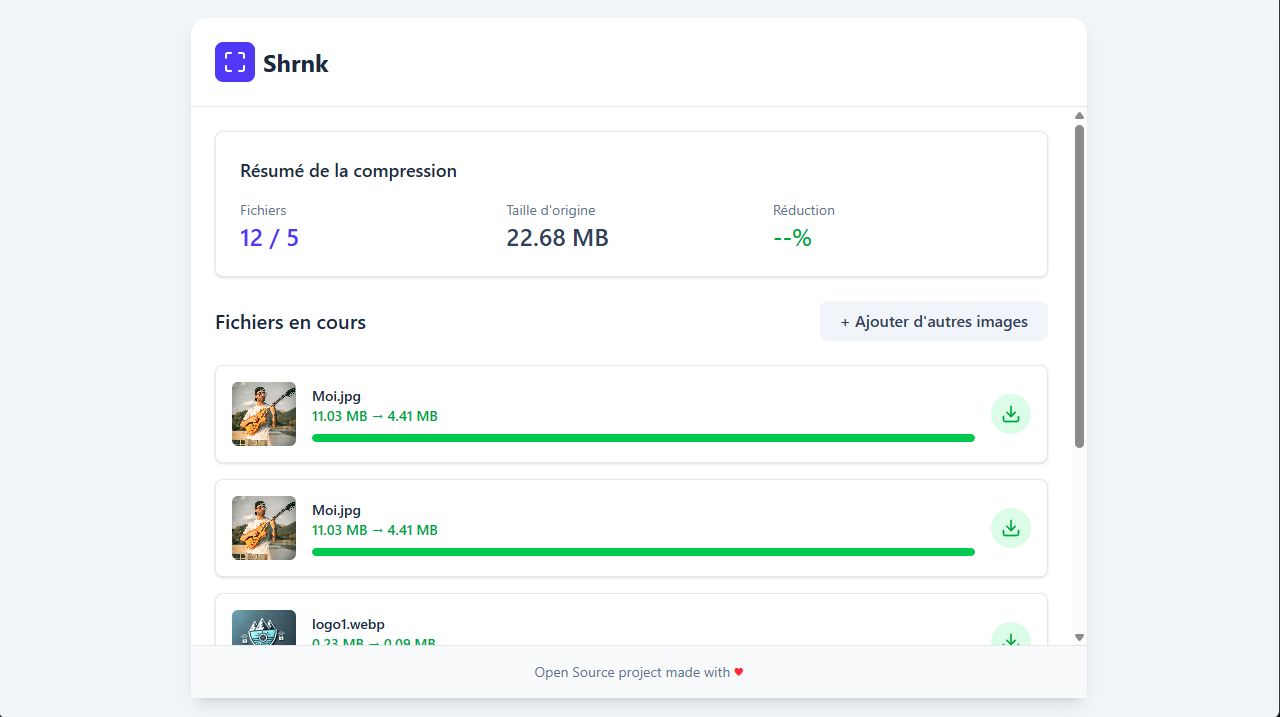 Shrnk
Résumé de la compression
Fichiers
Taille d'origine
Réduction
12 / 5
22.68 MB
--%
Fichiers en cours
+ Ajouter d'autres images
Moi.jpg
11.03 MB → 4.41 MB
Moi.jpg
11.03 MB → 4.41 MB
logo1.webp
0.23 MB → 0.09 MB
Open Source project made with ♥